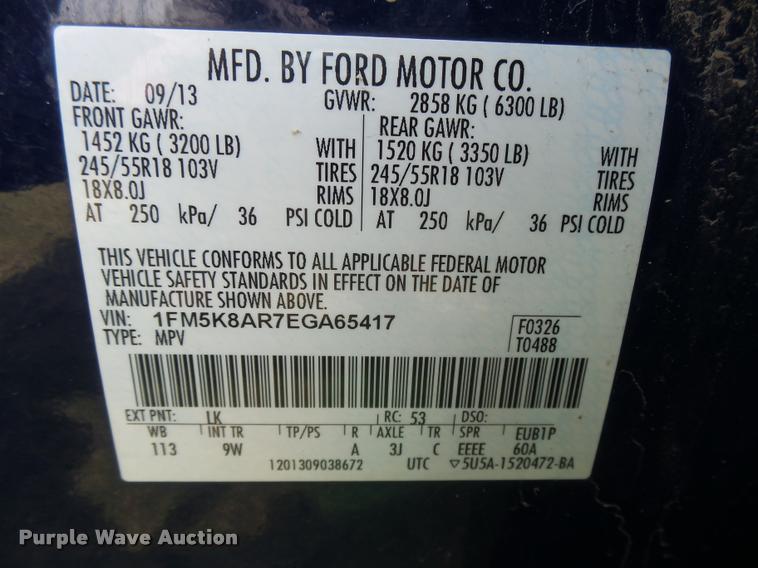 MFD. BY FORD MOTOR CO.
DATE: 09/13 GVWR: 2858 KG ( 6300 LB)
FRONT GAWR: REAR GAWR:
1452 KG ( 3200 LB) WITH 1520 KG ( 3350 LB) WITH
245/55R18 103V TIRES 245/55R18 103V TIRES
18X8.0J RIMS 18X8.0J RIMS
AT 250 kPa/ 36 PSI COLD AT 250 kPa/ 36 PSI COLD
THIS VEHICLE CONFORMS TO ALL APPLICABLE FEDERAL MOTOR
VEHICLE SAFETY STANDARDS IN EFFECT ON THE DATE OF
MANUFACTURE SHOWN ABOVE.
VIN: 1FM5K8AR7EGA65417 F0326
TYPE: MPV T0488
EXT PNT: LK RC: 53 DSO:
WB INT TR TP/PS R AXLE TR SPR EUB1P
113 9W A 3J C EEEE 60A
1201309038672 UTC ▽5U5A-1520472-BA
Purple Wave Auction